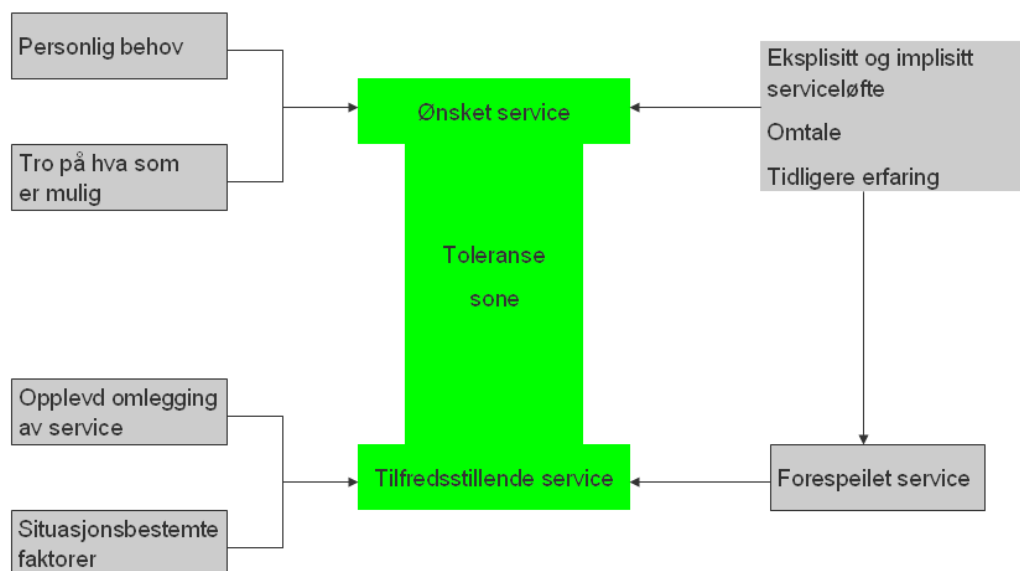 Personlig behov
Tro på hva som
er mulig
Ønsket service
Eksplisitt og implisitt
serviceløfte
Omtale
Tidligere erfaring
Toleranse
sone
Opplevd omlegging
av service
Situasjonsbestemte
faktorer
Tilfredsstillende service
Forespeilet service